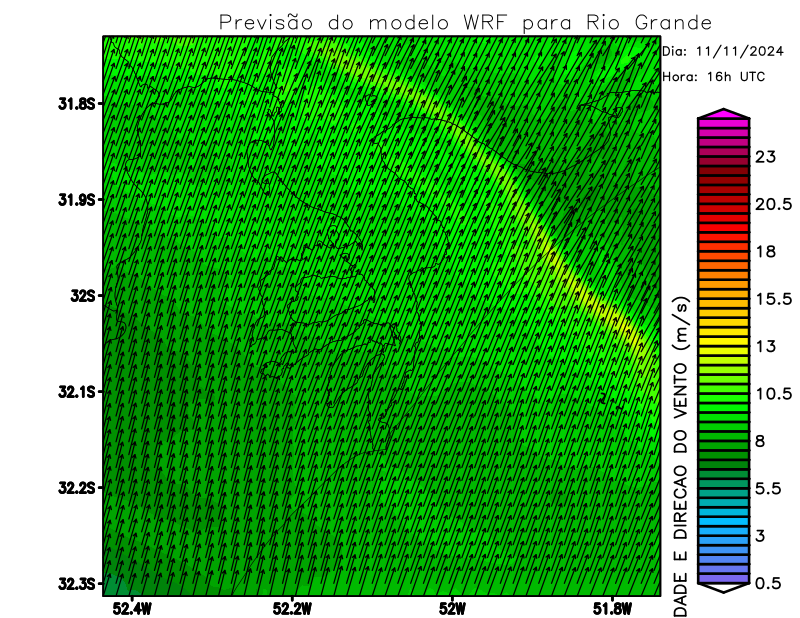 Previsão do modelo WRF para Rio Grande
Dia: 11/11/2024
Hora: 16h UTC
31.8S
31.9S
32S
32.1S
32.2S
32.3S
52.4W
52.2W
52W
51.8W
DADE E DIRECAO DO VENTO (m/s)
23
20.5
18
15.5
13
10.5
8
5.5
3
0.5